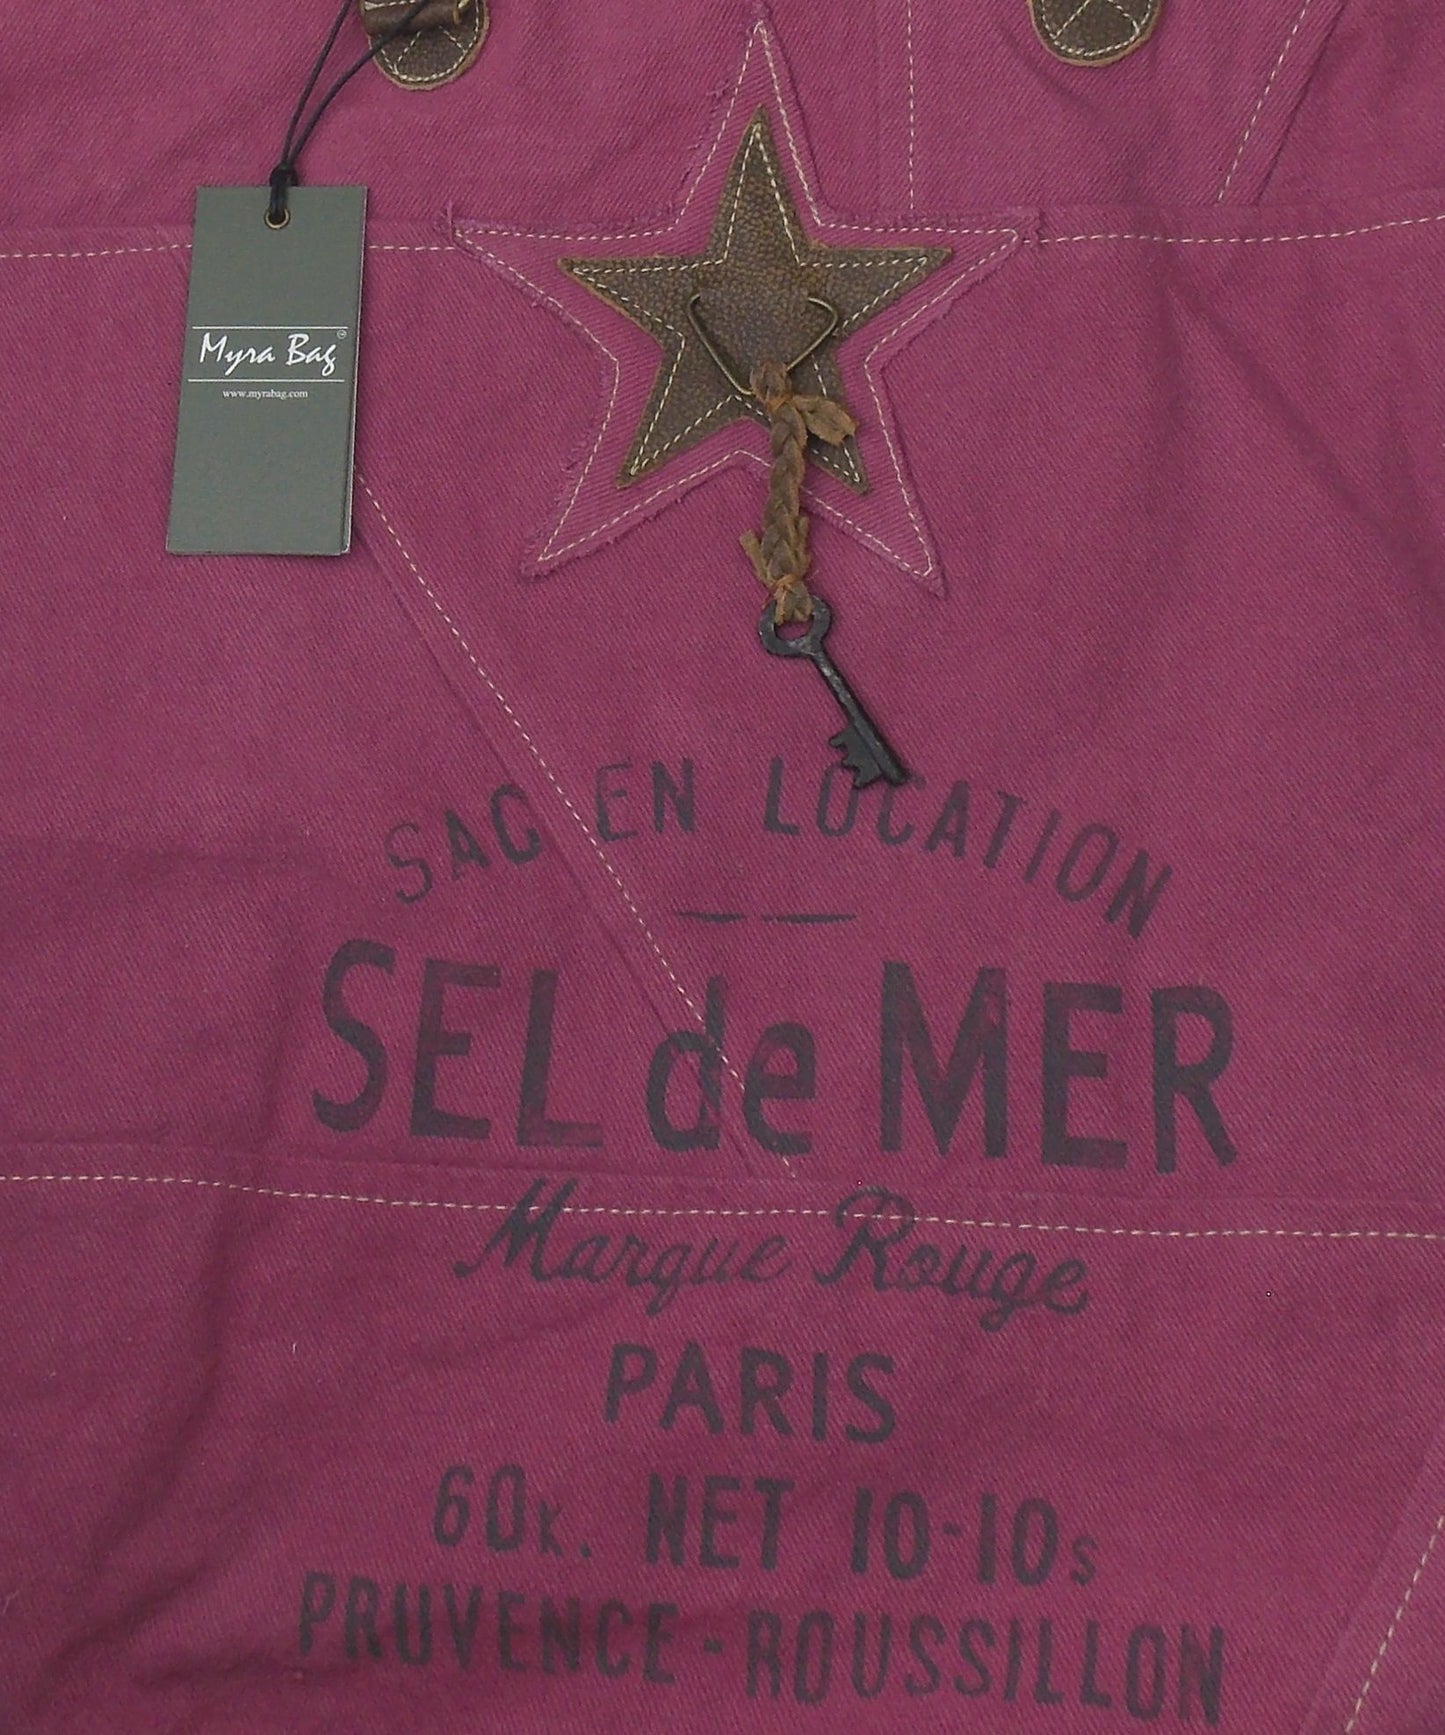 Myra Bag
www.myrabag.com
SAC EN LOCATION
SEL de MER
Marque Rouge
PARIS
60K. NET 10-10s
PRUVENCE-ROUSSILLON